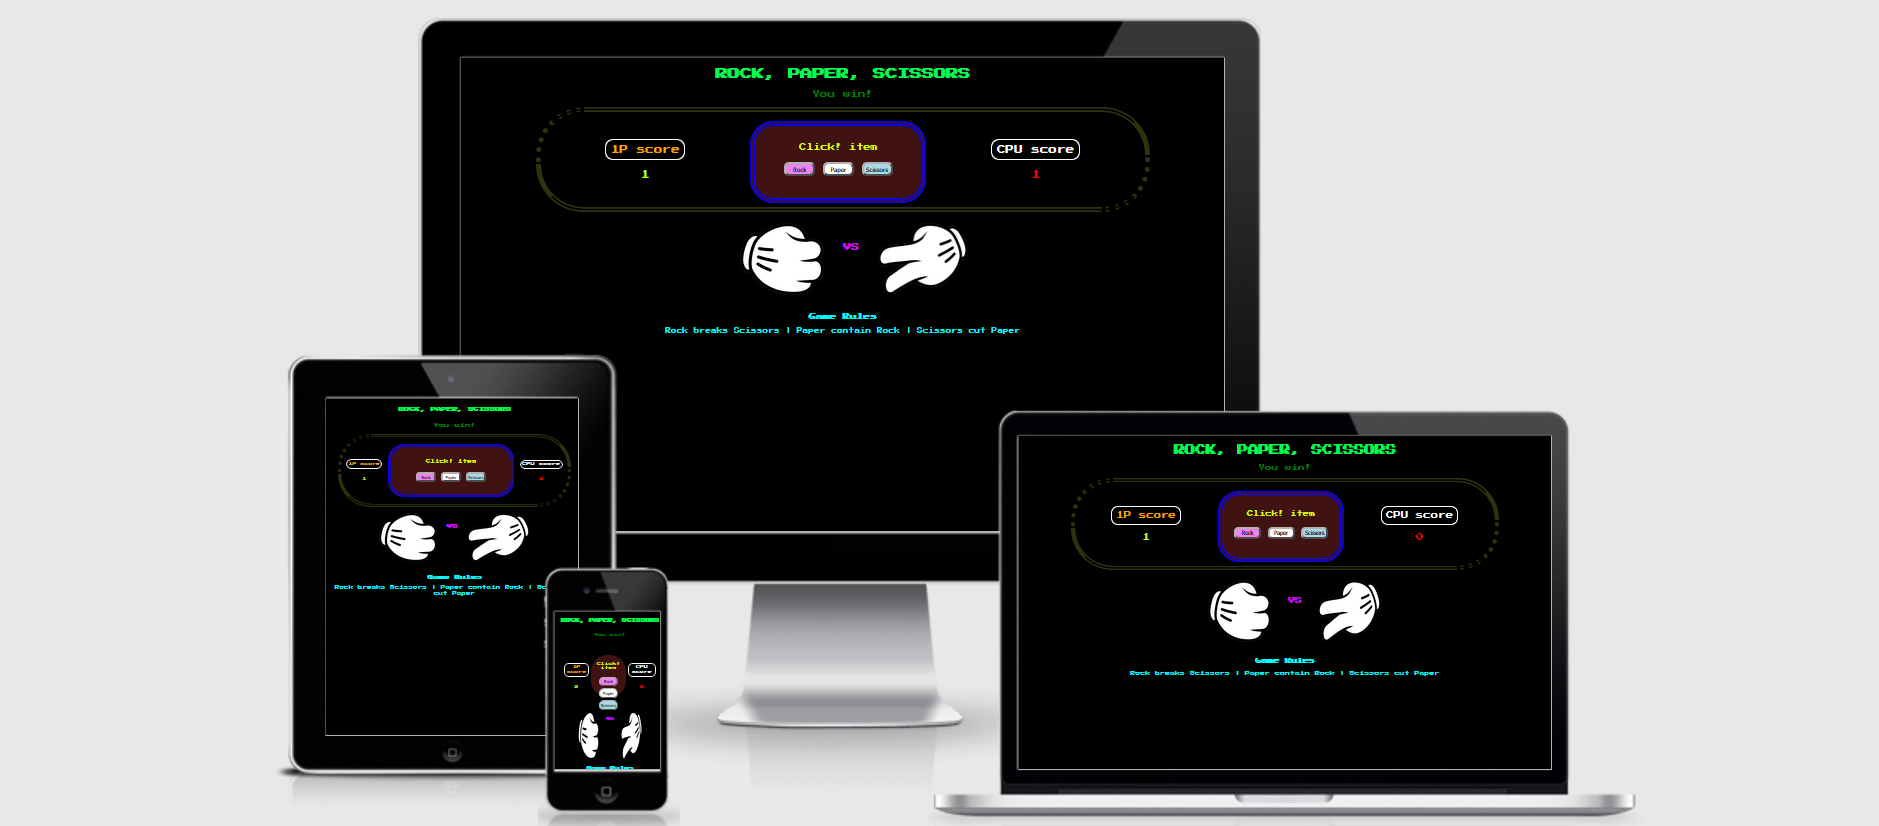 ROCK, PAPER, SCISSORS
You win!
1P score
Click! item
CPU score
1
Rock Paper Scissors
1
VS
Game Rules
Rock breaks Scissors | Paper contain Rock | Scissors cut Paper
ROCK, PAPER, SCISSORS
You win!
1P score
Click! item
CPU score
1
Rock Paper Scissors
VS
Game Rules
Rock breaks Scissors | Paper contain Rock |
cut Paper
ROCK, PAPER, SCISSORS
You win!
1P
score
Click!
item
CPU
score
Rock
Paper
Scissors
VS
Game Rules
ROCK, PAPER, SCISSORS
You win!
1P score
Click! item
CPU score
1
Rock Paper Scissors
0
VS
Game Rules
Rock breaks Scissors | Paper contain Rock | Scissors cut Paper